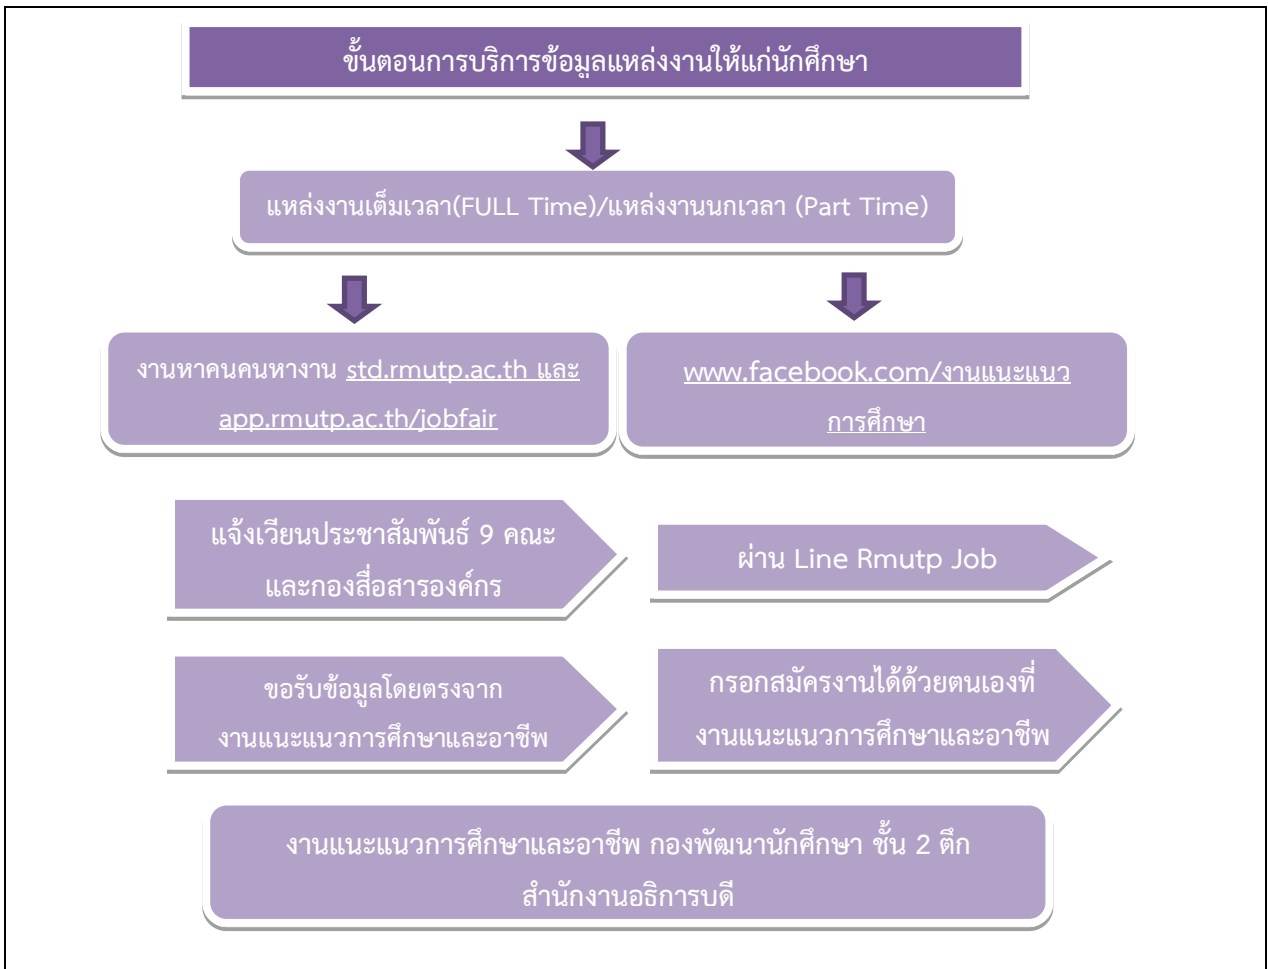 ขั้นตอนการบริการข้อมูลแหล่งงานให้แก่นักศึกษา
แหล่งงานเต็มเวลา(FULL Time)/แหล่งงานนกเวลา (Part Time)
งานหาคนคนหางาน std.rmutp.ac.th และ
app.rmutp.ac.th/jobfair
www.facebook.com/งานแนะแนว
การศึกษา
แจ้งเวียนประชาสัมพันธ์ 9 คณะ
และกองสื่อสารองค์กร
ผ่าน Line Rmutp Job
ขอรับข้อมูลโดยตรงจาก
งานแนะแนวการศึกษาและอาชีพ
กรอกสมัครงานได้ด้วยตนเองที่
งานแนะแนวการศึกษาและอาชีพ
งานแนะแนวการศึกษาและอาชีพ กองพัฒนานักศึกษา ชั้น 2 ตึก
สำนักงานอธิการบดี